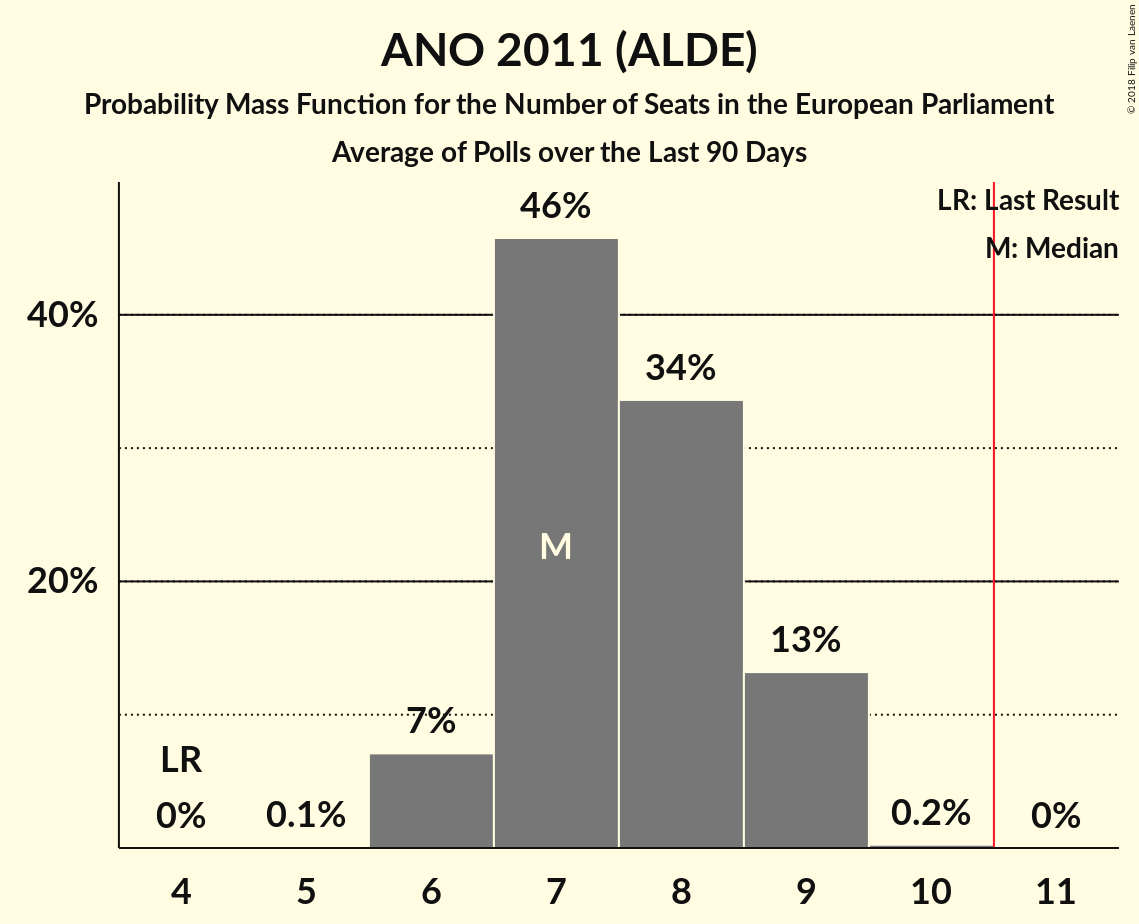 ANO 2011 (ALDE)
Probability Mass Function for the Number of Seats in the European Parliament
Average of Polls over the Last 90 Days
© 2018 Filip van Laenen
LR: Last Result
M: Median
46%
40%
34%
M
20%
13%
7%
LR
0%
0.1%
0.2%
0%
4
5
6
7
8
9
10
11